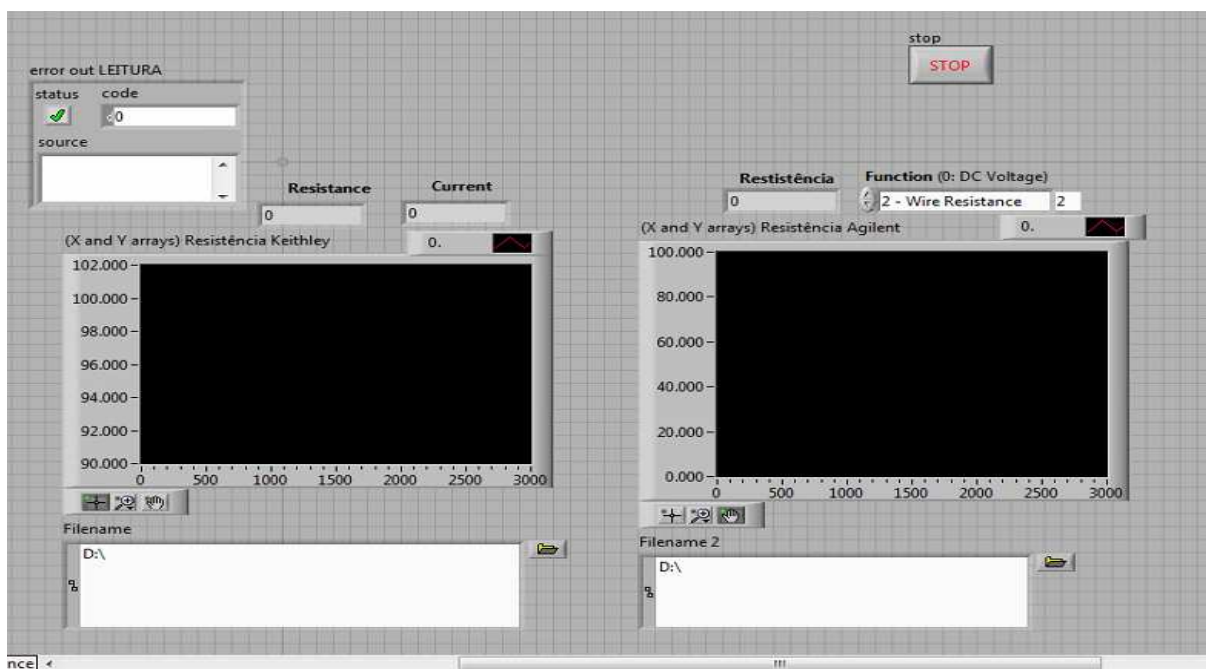 stop
STOP
error out LEITURA
status code
0
source
Resistance Current
0 0
Restistência Function (0: DC Voltage)
0 2 - Wire Resistance 2
(X and Y arrays) Resistência Keithley 0.
102.000
100.000
98.000
96.000
94.000
92.000
90.000
0 500 1000 1500 2000 2500 3000
(X and Y arrays) Resistência Agilent 0.
100.000
80.000
60.000
40.000
20.000
0.000
0 500 1000 1500 2000 2500 3000
Filename
D:\
Filename 2
D:\
nce